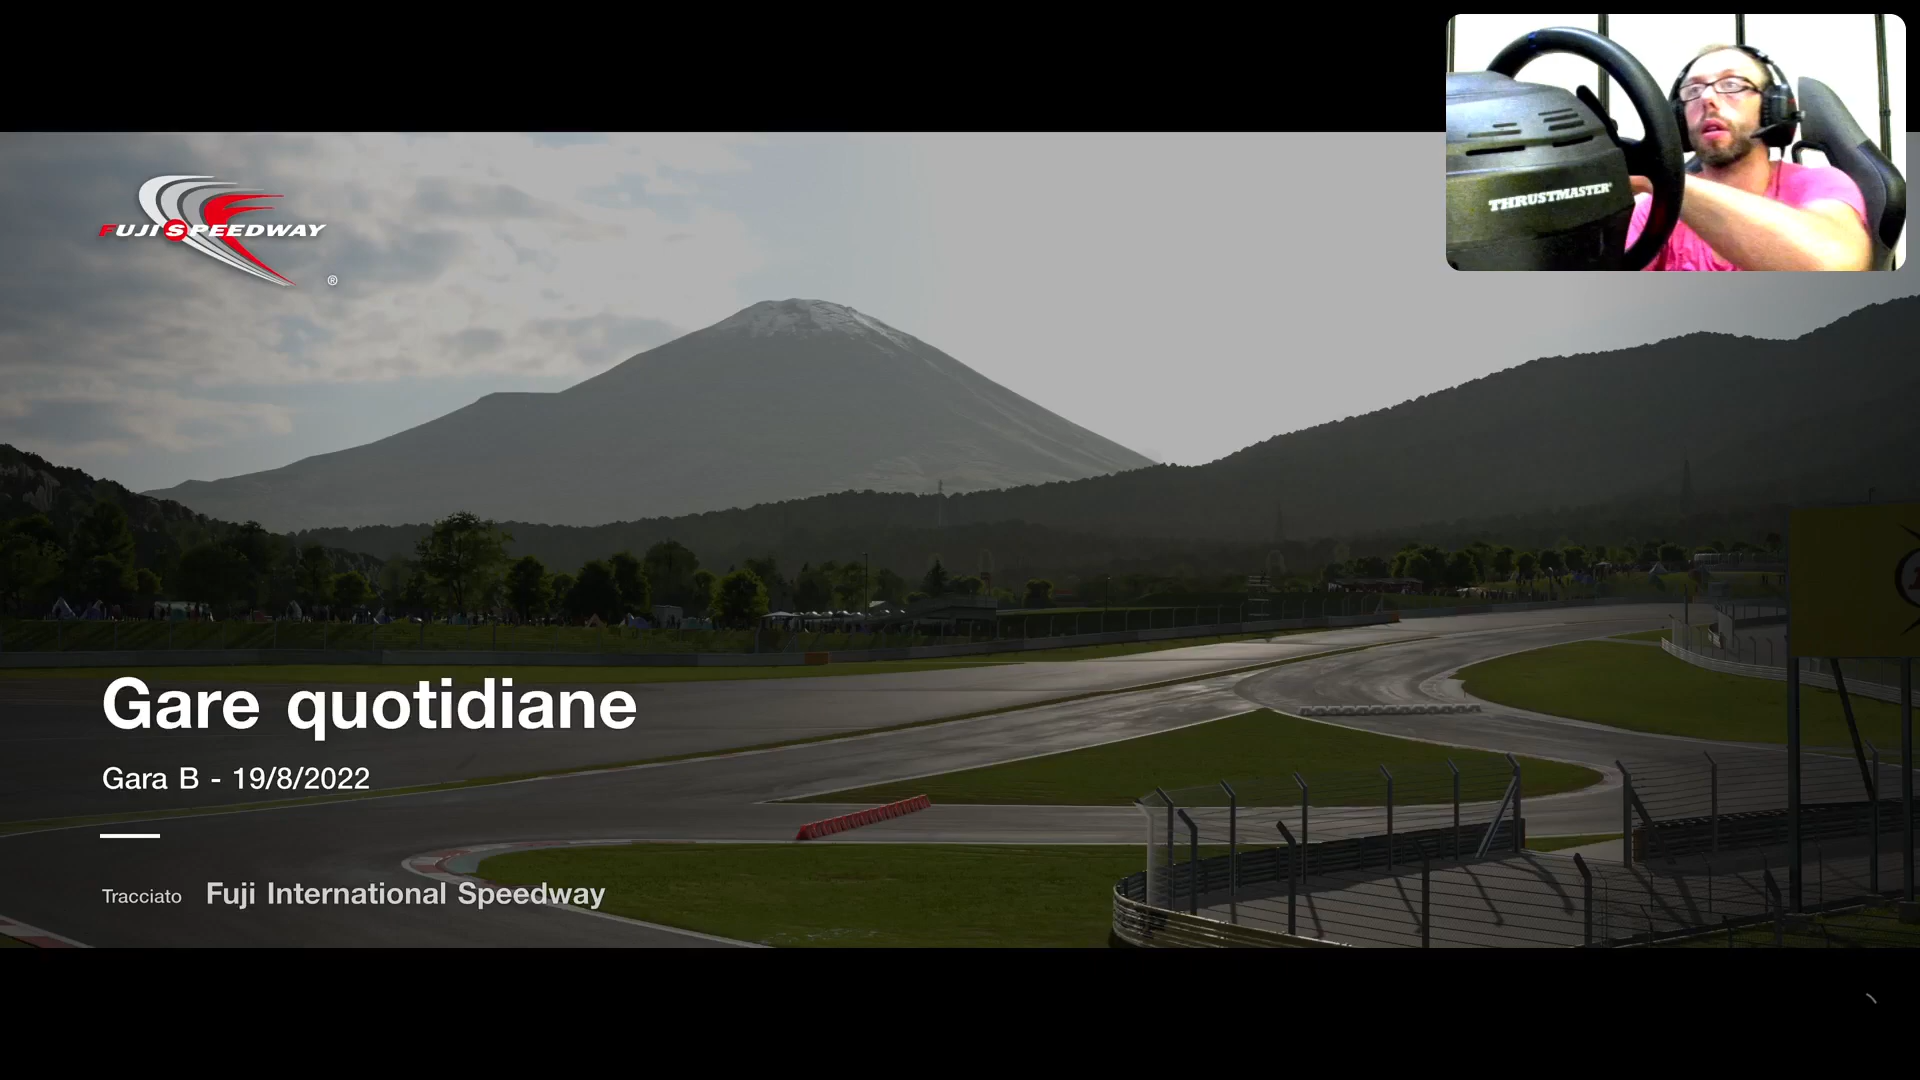 FUJI SPEEDWAY
®
THRUSTMASTER
Gare quotidiane
Gara B - 19/8/2022
Tracciato Fuji International Speedway